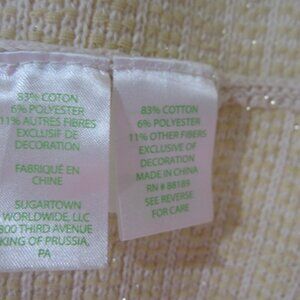 83% COTON
6% POLYESTER
11% AUTRES FIBRES
EXCLUSIF DE
DECORATION
FABRIQUÉ EN
CHINE
SUGARTOWN
WORLDWIDE, LLC
800 THIRD AVENUE
KING OF PRUSSIA,
PA
83% COTTON
6% POLYESTER
11% OTHER FIBERS
EXCLUSIVE OF
DECORATION
MADE IN CHINA
RN # 88189
SEE REVERSE
FOR CARE